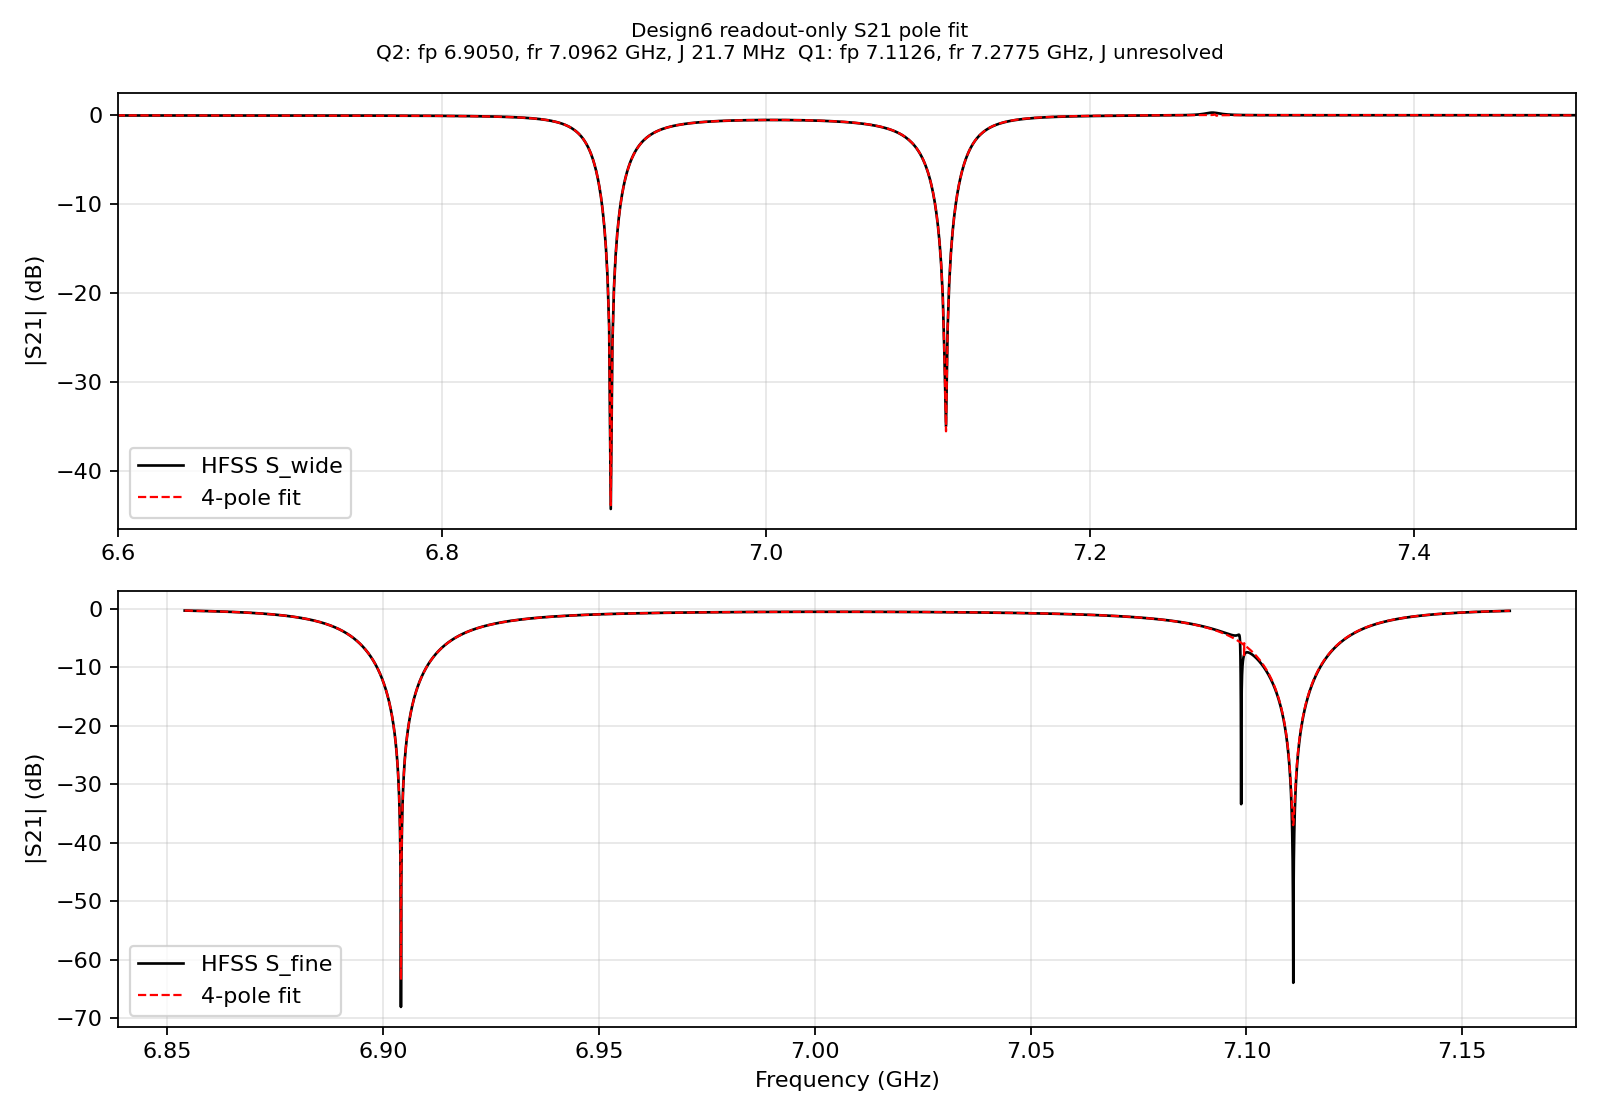 Design6 readout-only S21 pole fit
Q2: fp 6.9050, fr 7.0962 GHz, J 21.7 MHz  Q1: fp 7.1126, fr 7.2775 GHz, J unresolved
|S21| (dB)
0
−10
−20
−30
−40
HFSS S_wide
4-pole fit
6.6 6.8 7.0 7.2 7.4
|S21| (dB)
0
−10
−20
−30
−40
−50
−60
−70
HFSS S_fine
4-pole fit
6.85 6.90 6.95 7.00 7.05 7.10 7.15
Frequency (GHz)